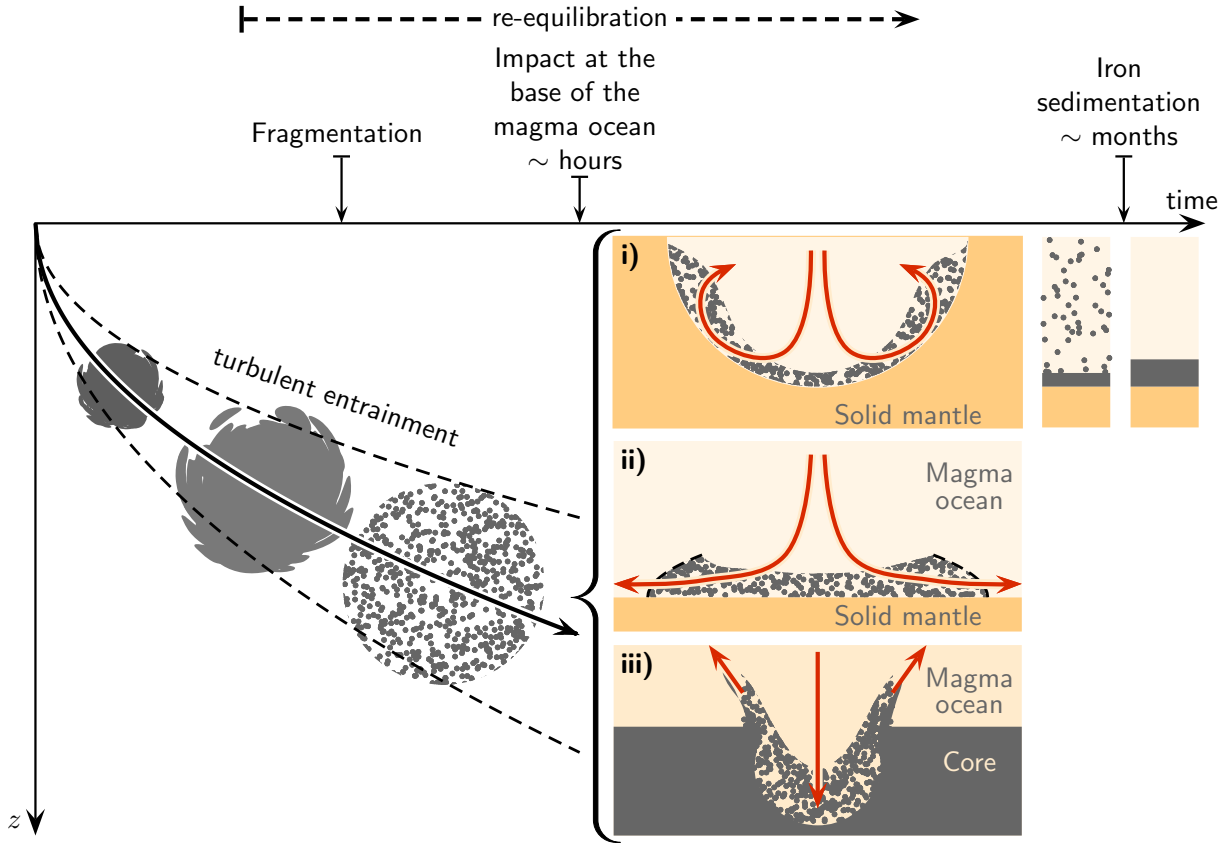 re-equilibration
Impact at the
base of the
magma ocean
∼ hours
Fragmentation
Iron
sedimentation
∼ months
time
turbulent entrainment
z
i)
Solid mantle
ii)
Magma
ocean
Solid mantle
iii)
Magma
ocean
Core